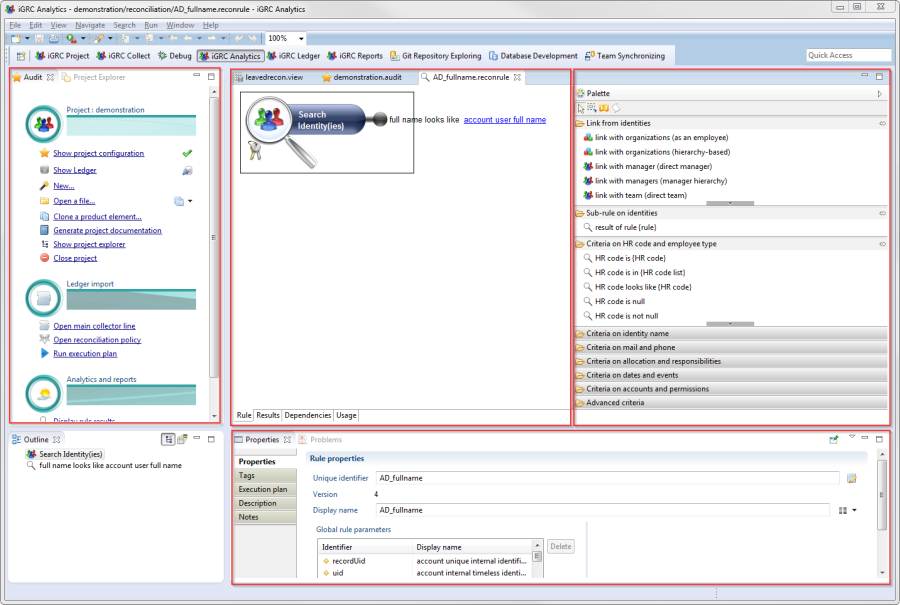 iGRC Analytics - demonstration/reconciliation/AD_fullname.reconrule - iGRC Analytics
File Edit View Navigate Search Project Run Window Help
100%
iGRC Project iGRC Collect Debug iGRC Analytics iGRC Ledger iGRC Reports Git Repository Exploring Database Development Team Synchronizing Quick Access
Audit Project Explorer
Project : demonstration
Show project configuration
Show Ledger
New...
Open a file...
Clone a product element...
Generate project documentation
Show project explorer
Close project
Ledger import
Open main collector line
Open reconciliation policy
Run execution plan
Analytics and reports
Display rule results
leavedrecon.view demonstration.audit AD_fullname.reconrule
Search
Identity(ies)
full name looks like account user full name
Rule Results Dependencies Usage
Palette
Link from identities
link with organizations (as an employee)
link with organizations (hierarchy-based)
link with manager (direct manager)
link with managers (manager hierarchy)
link with team (direct team)
Sub-rule on identities
result of rule {rule}
Criteria on HR code and employee type
HR code is {HR code}
HR code is in {HR code list}
HR code looks like {HR code}
HR code is null
HR code is not null
Criteria on identity name
Criteria on mail and phone
Criteria on allocation and responsibilities
Criteria on dates and events
Criteria on accounts and permissions
Advanced criteria
Outline
Search Identity(ies)
full name looks like account user full name
Properties Problems
Properties
Tags
Execution plan
Description
Notes
Rule properties
Unique identifier AD_fullname
Version 4
Display name AD_fullname
Global rule parameters
Identifier Display name Delete
recordUid account unique internal identifi...
uid account internal timeless identi...